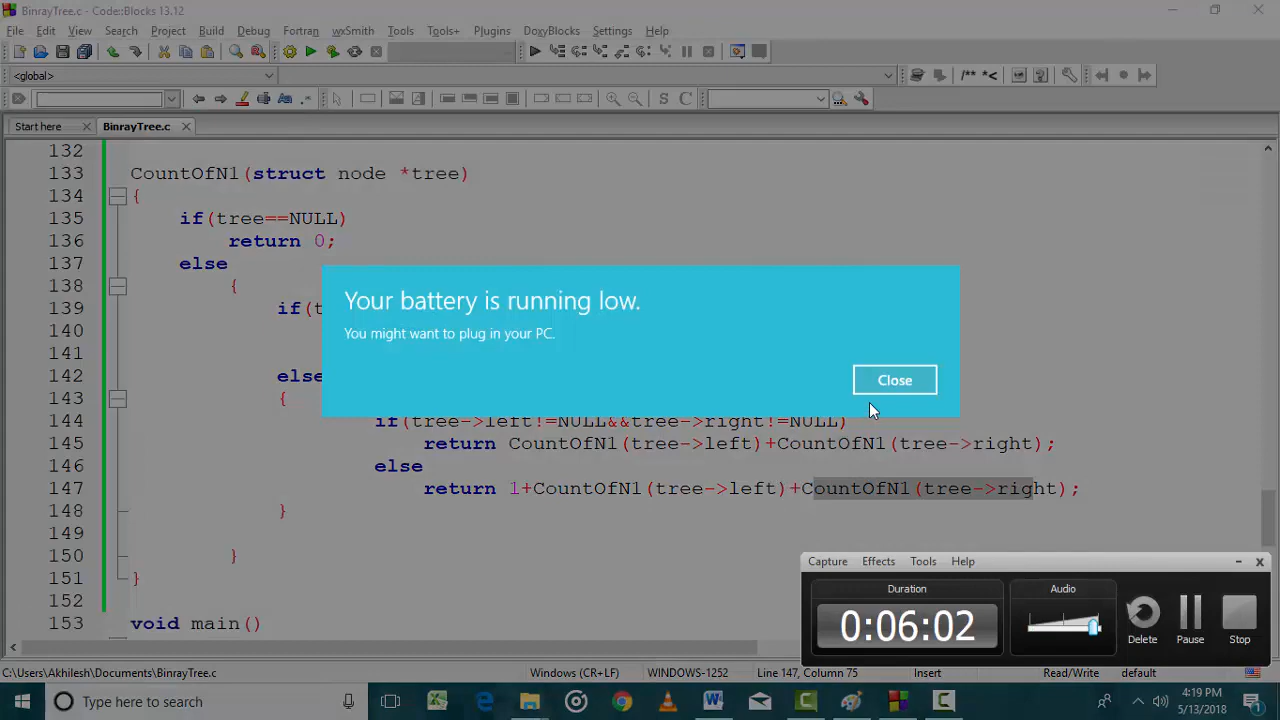 BinrayTree.c - Code::Blocks 13.12
File Edit View Search Project Build Debug Fortran wxSmith Tools Tools+ Plugins DoxyBlocks Settings Help
<global>
/** *<
S C
Start here BinrayTree.c
132
133 CountOfN1(struct node *tree)
134 {
135 if(tree==NULL)
136 return 0;
137 else
138 {
139 if(t
140
141
142 else
143 {
144 if(tree->left!=NULL&&tree->right!=NULL)
145 return CountOfN1(tree->left)+CountOfN1(tree->right);
146 else
147 return 1+CountOfN1(tree->left)+CountOfN1(tree->right);
148 }
149
150 }
151 }
152
153 void main()
Your battery is running low.
You might want to plug in your PC.
Close
Capture Effects Tools Help
Duration Audio
0:06:02
Delete Pause Stop
C:\Users\Akhilesh\Documents\BinrayTree.c Windows (CR+LF) WINDOWS-1252 Line 147, Column 75 Insert Read/Write default
Type here to search
4:19 PM
5/13/2018
1